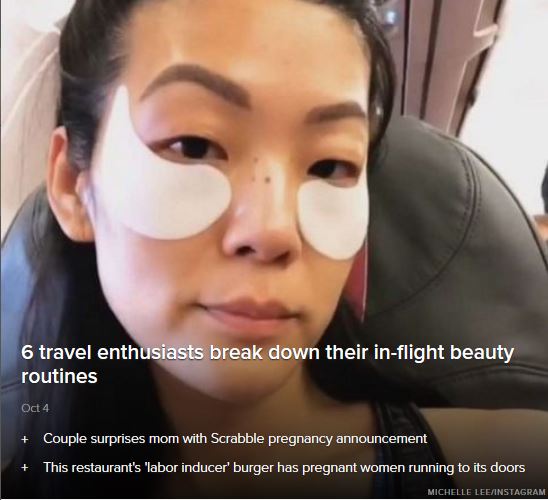 6 travel enthusiasts break down their in-flight beauty
routines
Oct 4
+ Couple surprises mom with Scrabble pregnancy announcement
+ This restaurant's 'labor inducer' burger has pregnant women running to its doors
MICHELLE LEE/INSTAGRAM